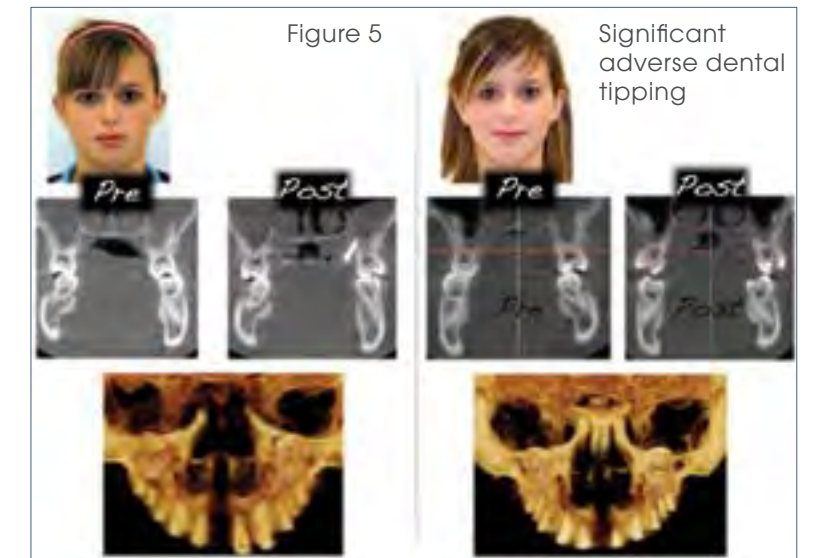 Figure 5
Significant
adverse dental
tipping
Pre
Post
Pre
Post
Pre
Post